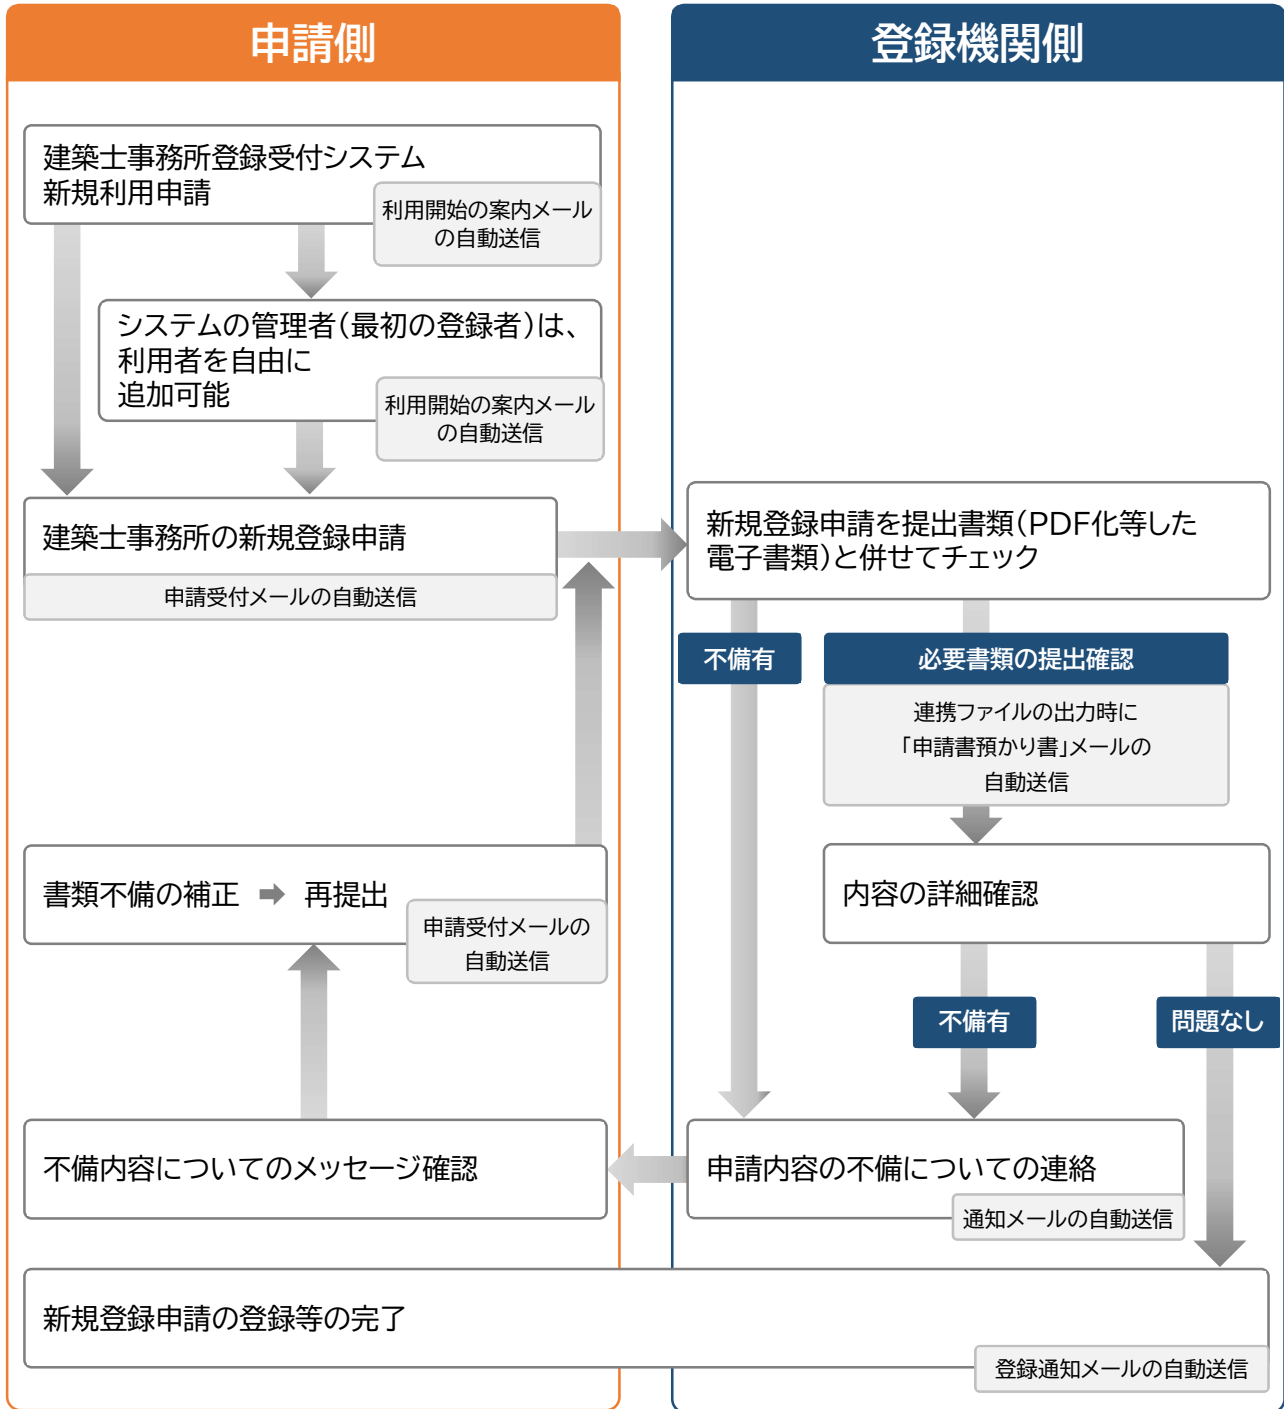 申請側
登録機関側
建築士事務所登録受付システム
新規利用申請
利用開始の案内メール
の自動送信
システムの管理者（最初の登録者）は、
利用者を自由に
追加可能
利用開始の案内メール
の自動送信
建築士事務所の新規登録申請
申請受付メールの自動送信
新規登録申請を提出書類（PDF化等した
電子書類）と併せてチェック
不備有
必要書類の提出確認
連携ファイルの出力時に
「申請書預かり書」メールの
自動送信
書類不備の補正 ➡ 再提出
申請受付メールの
自動送信
内容の詳細確認
不備有
問題なし
不備内容についてのメッセージ確認
申請内容の不備についての連絡
通知メールの自動送信
新規登録申請の登録等の完了
登録通知メールの自動送信